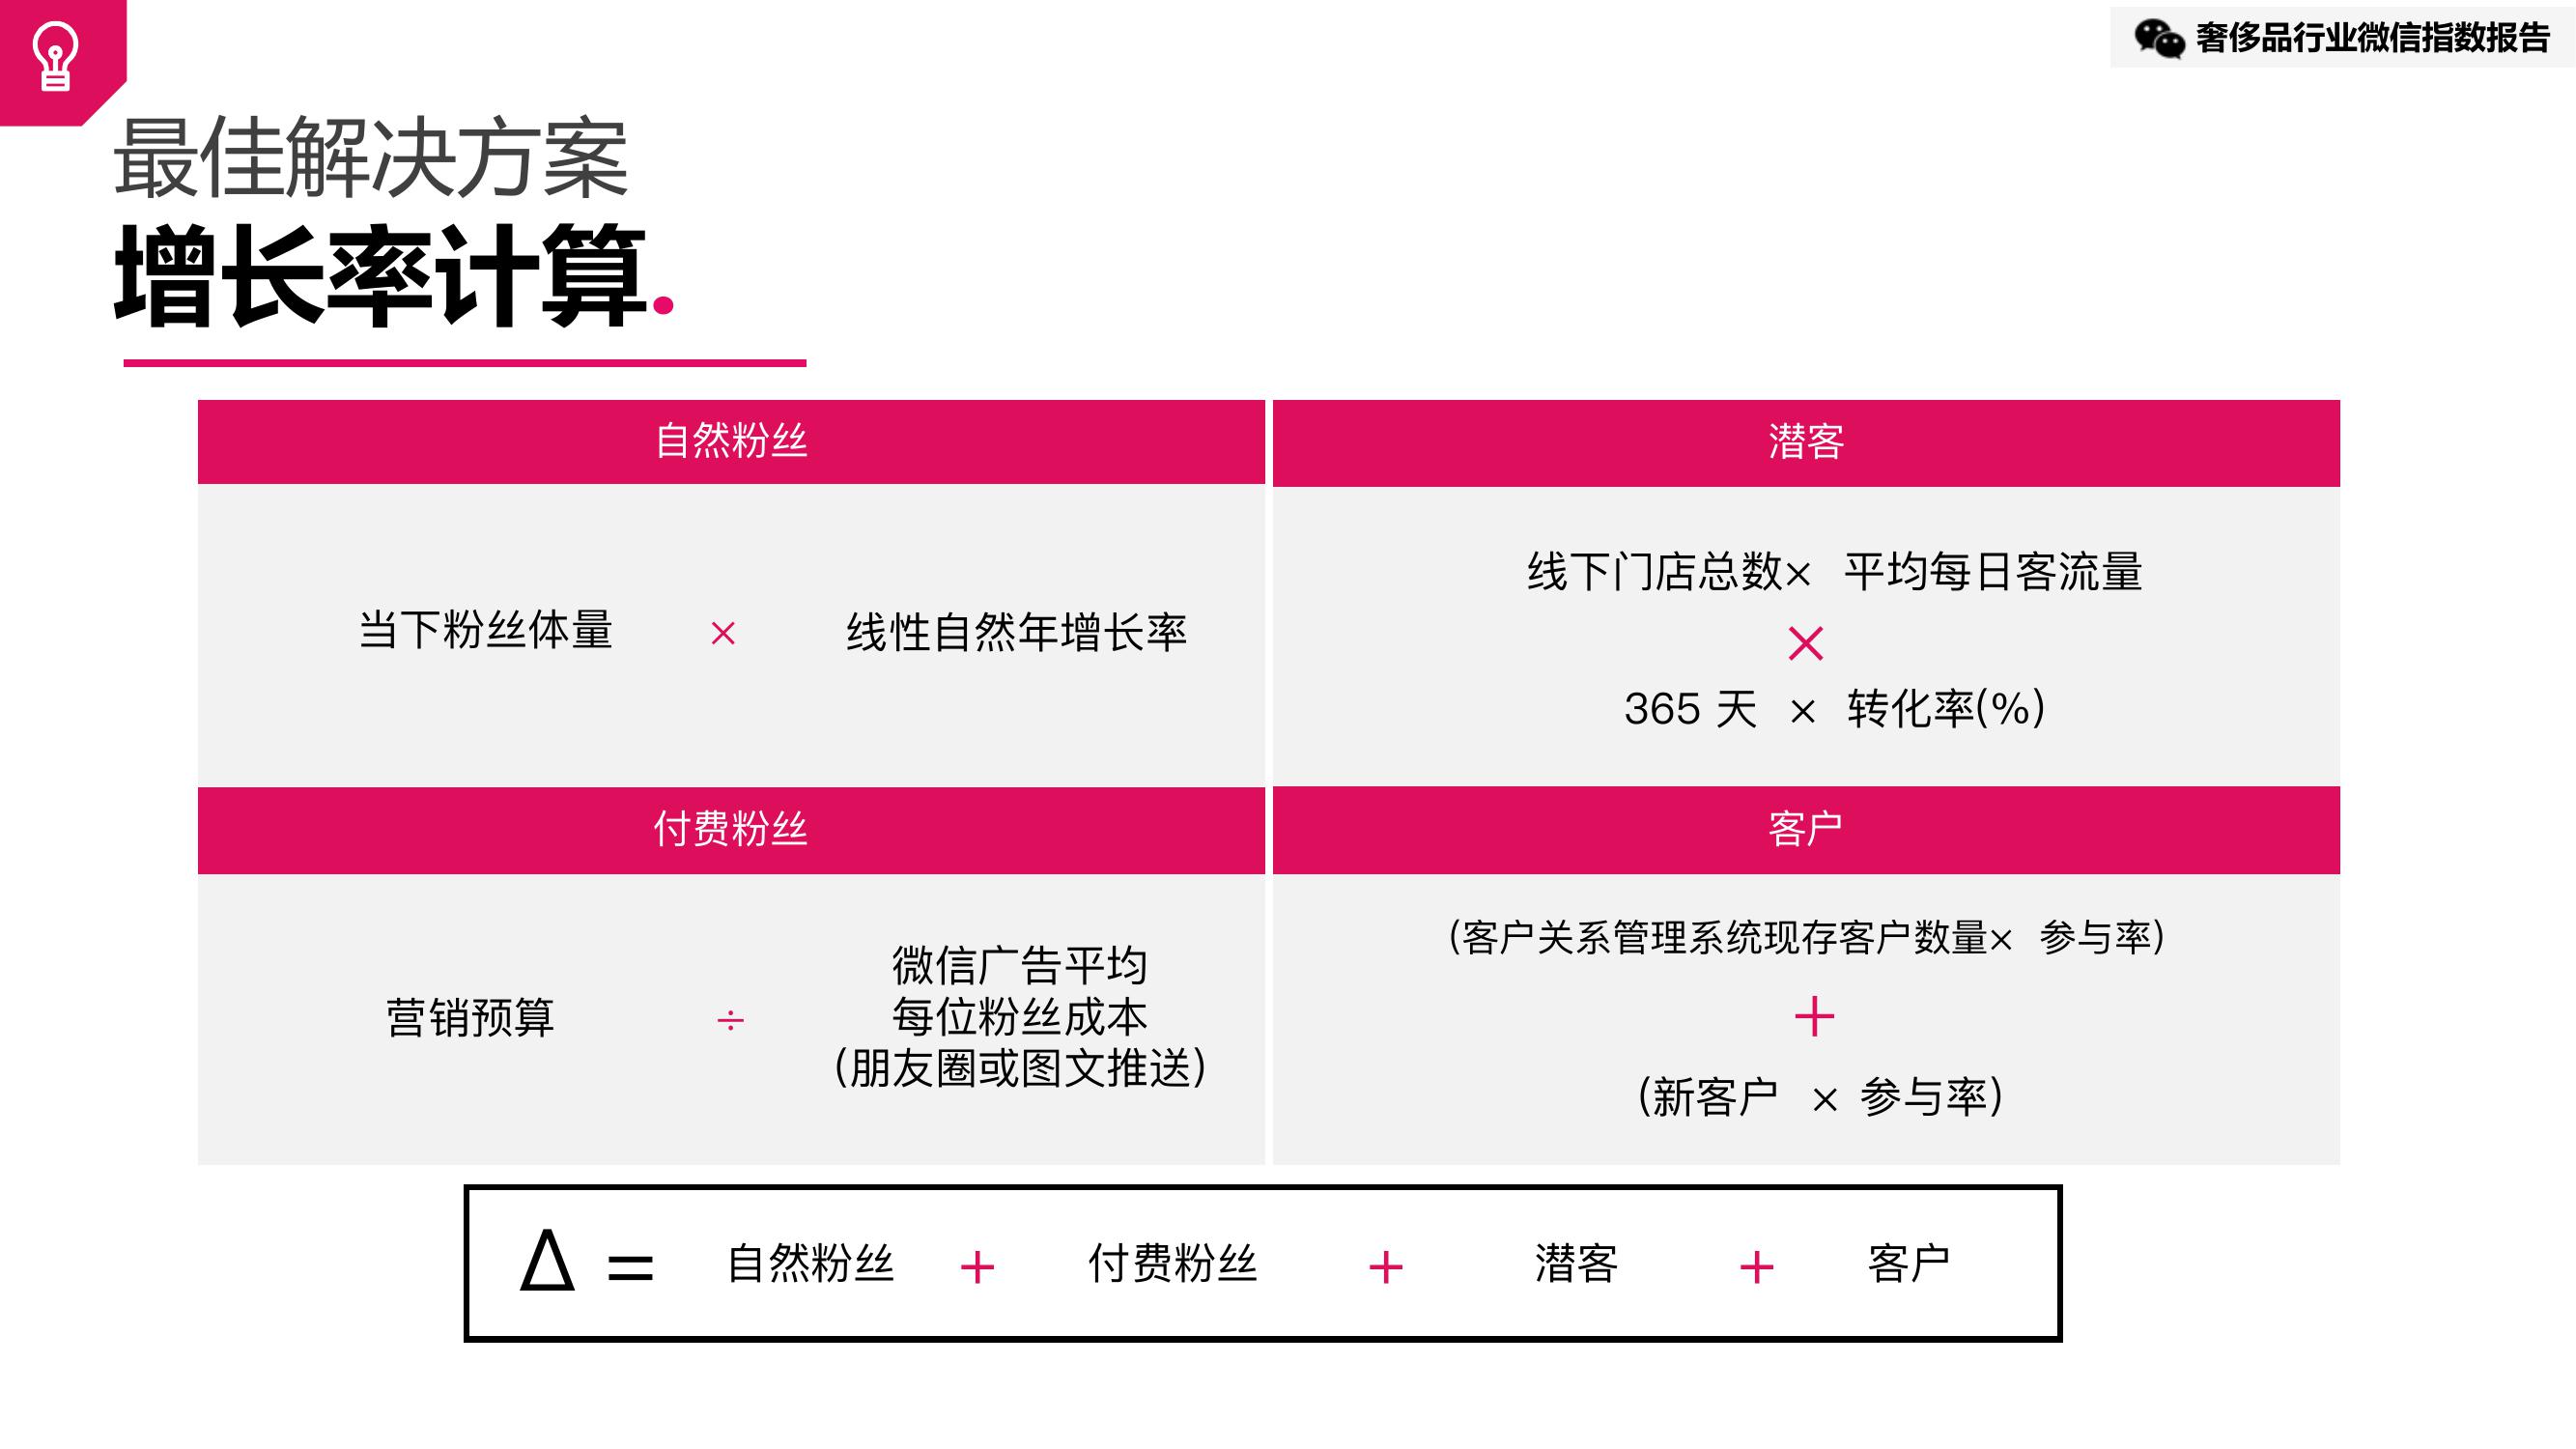 奢侈品行业微信指数报告
最佳解决方案
增长率计算.
自然粉丝
当下粉丝体量 × 线性自然年增长率
潜客
线下门店总数× 平均每日客流量
×
365 天 × 转化率(%)
付费粉丝
营销预算 ÷ 微信广告平均
每位粉丝成本
(朋友圈或图文推送)
客户
(客户关系管理系统现存客户数量× 参与率)
+
(新客户 × 参与率)
Δ = 自然粉丝 + 付费粉丝 + 潜客 + 客户